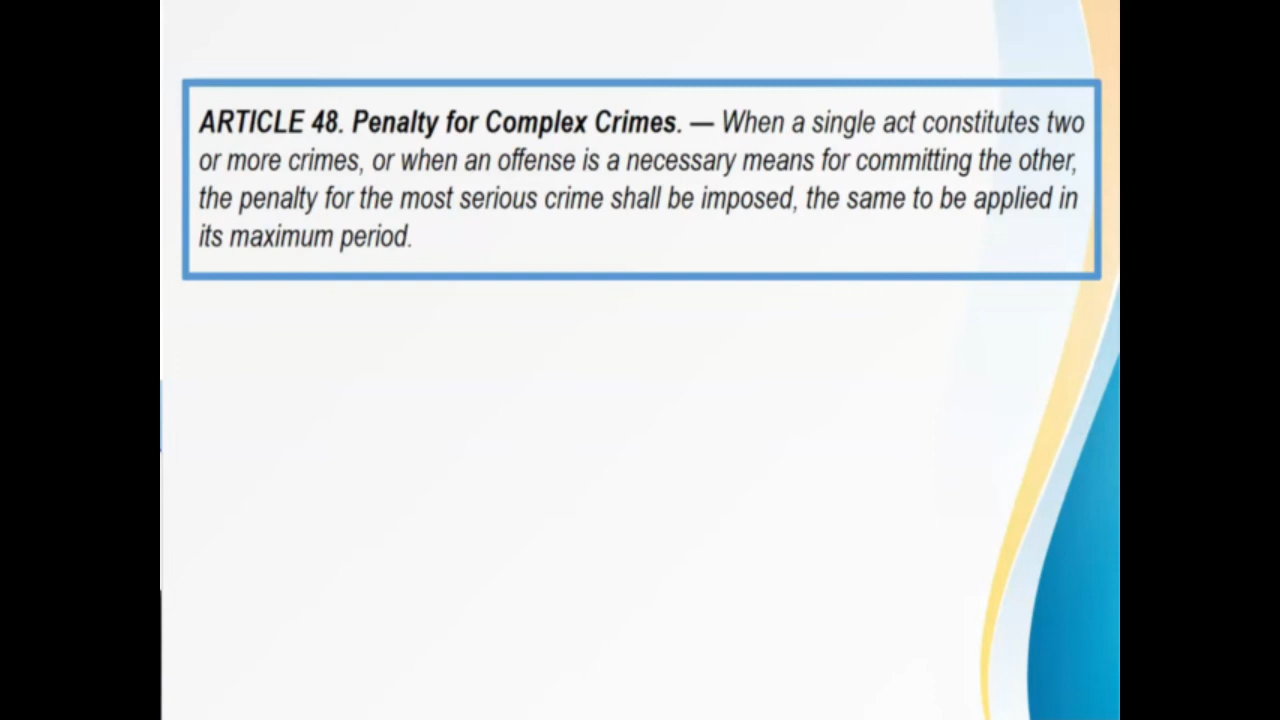 ARTICLE 48. Penalty for Complex Crimes. — When a single act constitutes two
or more crimes, or when an offense is a necessary means for committing the other,
the penalty for the most serious crime shall be imposed, the same to be applied in
its maximum period.